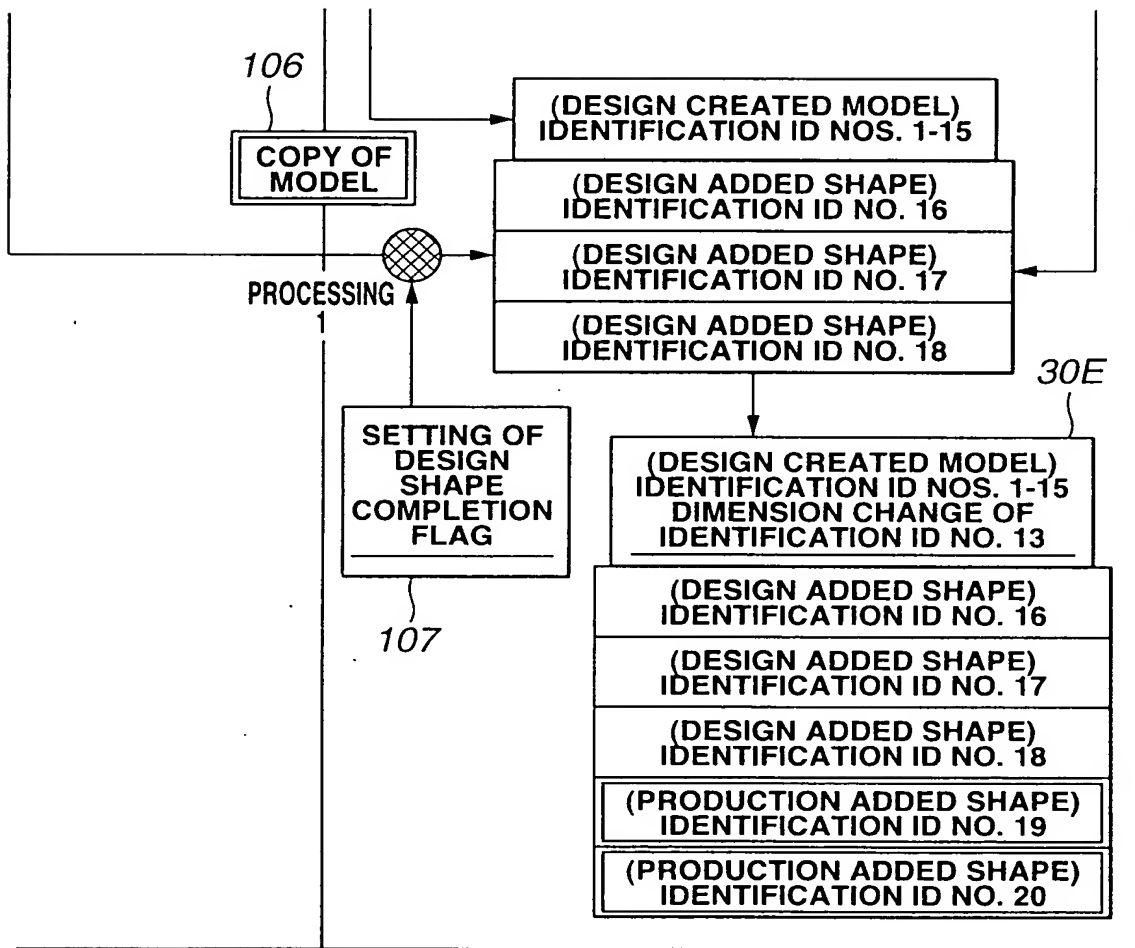 106
COPY OF
MODEL
(DESIGN CREATED MODEL)
IDENTIFICATION ID NOS. 1-15
(DESIGN ADDED SHAPE)
IDENTIFICATION ID NO. 16
(DESIGN ADDED SHAPE)
IDENTIFICATION ID NO. 17
(DESIGN ADDED SHAPE)
IDENTIFICATION ID NO. 18
PROCESSING
1
SETTING OF
DESIGN
SHAPE
COMPLETION
FLAG
107
30E
(DESIGN CREATED MODEL)
IDENTIFICATION ID NOS. 1-15
DIMENSION CHANGE OF
IDENTIFICATION ID NO. 13
(DESIGN ADDED SHAPE)
IDENTIFICATION ID NO. 16
(DESIGN ADDED SHAPE)
IDENTIFICATION ID NO. 17
(DESIGN ADDED SHAPE)
IDENTIFICATION ID NO. 18
(PRODUCTION ADDED SHAPE)
IDENTIFICATION ID NO. 19
(PRODUCTION ADDED SHAPE)
IDENTIFICATION ID NO. 20